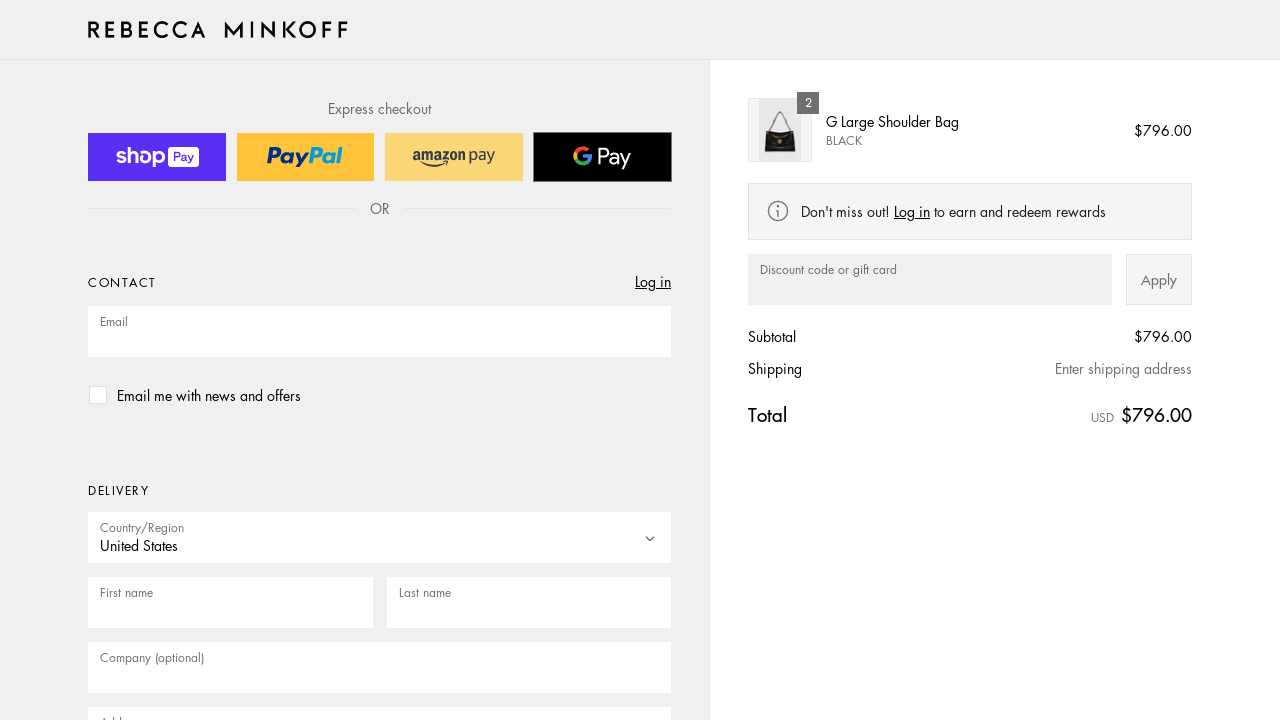 REBECCA MINKOFF
Express checkout
shop Pay
PayPal
amazon pay
G Pay
OR
CONTACT
Log in
Email
Email me with news and offers
DELIVERY
Country/Region
United States
First name
Last name
Company (optional)
2
G Large Shoulder Bag
BLACK
$796.00
Don't miss out! Log in to earn and redeem rewards
Discount code or gift card
Apply
Subtotal
$796.00
Shipping
Enter shipping address
Total
USD $796.00